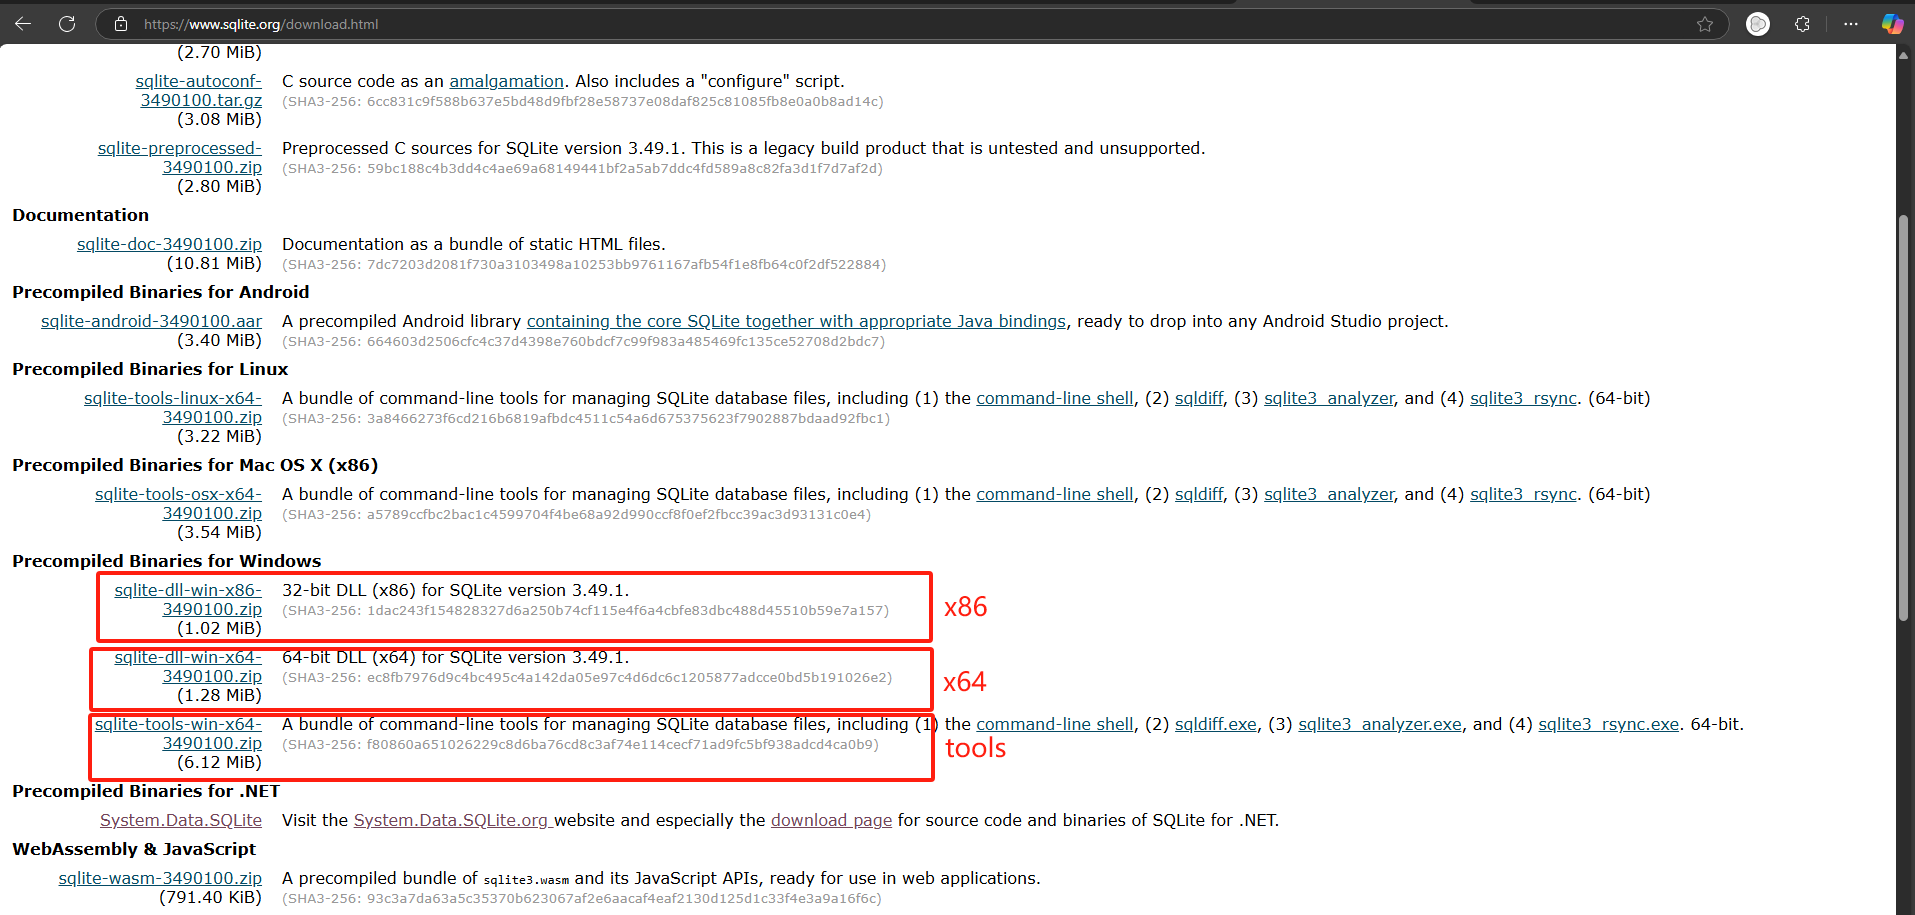 https://www.sqlite.org/download.html
(2.70 MiB)
sqlite-autoconf-
3490100.tar.gz
(3.08 MiB)
C source code as an amalgamation. Also includes a "configure" script.
(SHA3-256: 6cc831c9f588b637e5bd48d9fbf28e58737e08daf825c81085fb8e0a0b8ad14c)
sqlite-preprocessed-
3490100.zip
(2.80 MiB)
Preprocessed C sources for SQLite version 3.49.1. This is a legacy build product that is untested and unsupported.
(SHA3-256: 59bc188c4b3dd4c4ae69a68149441bf2a5ab7ddc4fd589a8c82fa3d1f7d7af2d)
Documentation
sqlite-doc-3490100.zip
(10.81 MiB)
Documentation as a bundle of static HTML files.
(SHA3-256: 7dc7203d2081f730a3103498a10253bb9761167afb54f1e8fb64c0f2df522884)
Precompiled Binaries for Android
sqlite-android-3490100.aar
(3.40 MiB)
A precompiled Android library containing the core SQLite together with appropriate Java bindings, ready to drop into any Android Studio project.
(SHA3-256: 664603d2506cfc4c37d4398e760bdcf7c99f983a485469fc135ce52708d2bdc7)
Precompiled Binaries for Linux
sqlite-tools-linux-x64-
3490100.zip
(3.22 MiB)
A bundle of command-line tools for managing SQLite database files, including (1) the command-line shell, (2) sqldiff, (3) sqlite3_analyzer, and (4) sqlite3_rsync. (64-bit)
(SHA3-256: 3a8466273f6cd216b6819afbdc4511c54a6d675375623f7902887bdaad92fbc1)
Precompiled Binaries for Mac OS X (x86)
sqlite-tools-osx-x64-
3490100.zip
(3.54 MiB)
A bundle of command-line tools for managing SQLite database files, including (1) the command-line shell, (2) sqldiff, (3) sqlite3_analyzer, and (4) sqlite3_rsync. (64-bit)
(SHA3-256: a5789ccfbc2bac1c4599704f4be68a92d990ccf8f0ef2fbcc39ac3d93131c0e4)
Precompiled Binaries for Windows
sqlite-dll-win-x86-
3490100.zip
(1.02 MiB)
32-bit DLL (x86) for SQLite version 3.49.1.
(SHA3-256: 1dac243f154828327d6a250b74cf115e4f6a4cbfe83dbc488d45510b59e7a157)
x86
sqlite-dll-win-x64-
3490100.zip
(1.28 MiB)
64-bit DLL (x64) for SQLite version 3.49.1.
(SHA3-256: ec8fb7976d9c4bc495c4a142da05e97c4d6dc6c1205877adcce0bd5b191026e2)
x64
sqlite-tools-win-x64-
3490100.zip
(6.12 MiB)
A bundle of command-line tools for managing SQLite database files, including (1) the command-line shell, (2) sqldiff.exe, (3) sqlite3_analyzer.exe, and (4) sqlite3_rsync.exe. 64-bit.
(SHA3-256: f80860a651026229c8d6ba76cd8c3af74e114cecf71ad9fc5bf938adcd4ca0b9)
tools
Precompiled Binaries for .NET
System.Data.SQLite
Visit the System.Data.SQLite.org website and especially the download page for source code and binaries of SQLite for .NET.
WebAssembly & JavaScript
sqlite-wasm-3490100.zip
(791.40 KiB)
A precompiled bundle of sqlite3.wasm and its JavaScript APIs, ready for use in web applications.
(SHA3-256: 93c3a7da63a5c35370b623067af2e6aacaf4eaf2130d125d1c33f4e3a9a16f6c)